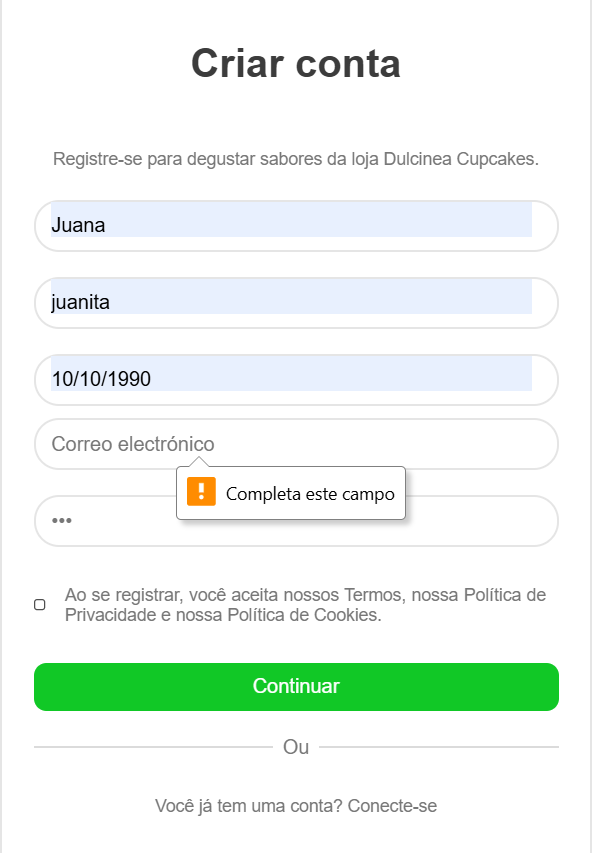 Criar conta
Registre-se para degustar sabores da loja Dulcinea Cupcakes.
Juana
juanita
10/10/1990
Correo electrónico
Completa este campo
•••
Ao se registrar, você aceita nossos Termos, nossa Política de
Privacidade e nossa Política de Cookies.
Continuar
Ou
Você já tem uma conta? Conecte-se